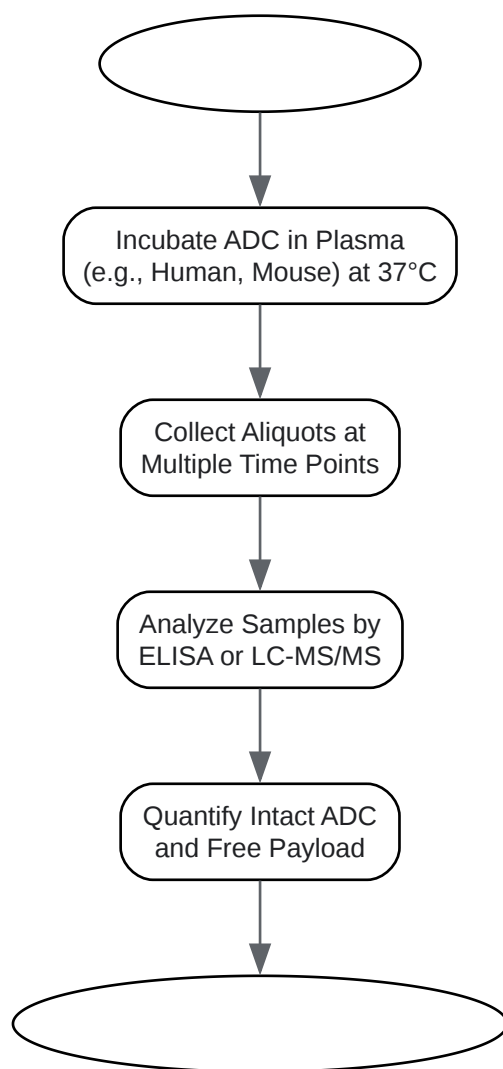 Incubate ADC in Plasma
(e.g., Human, Mouse) at 37°C
Collect Aliquots at
Multiple Time Points
Analyze Samples by
ELISA or LC-MS/MS
Quantify Intact ADC
and Free Payload